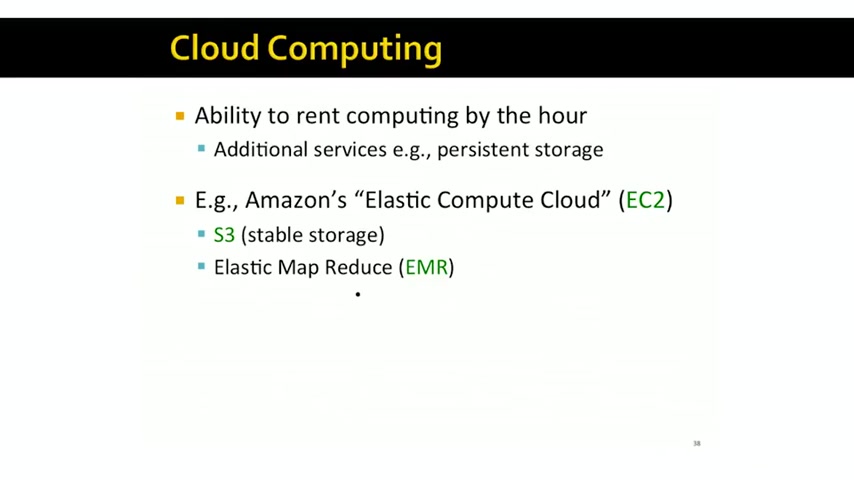 Cloud Computing
Ability to rent computing by the hour
Additional services e.g., persistent storage
E.g., Amazon’s “Elastic Compute Cloud” (EC2)
S3 (stable storage)
Elastic Map Reduce (EMR)
38